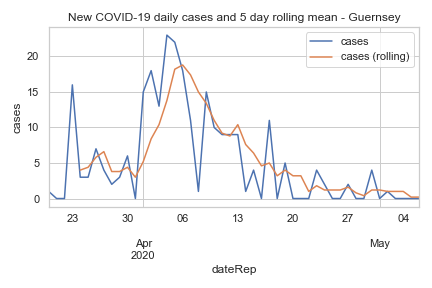 New COVID-19 daily cases and 5 day rolling mean - Guernsey
cases
cases (rolling)
cases
20
15
10
5
0
23
30
06
13
20
27
04
Apr
2020
May
dateRep